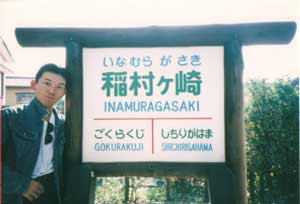 いなむら が さき
稲村ヶ崎
INAMURAGASAKI
ごくらくじ しちりがはま
GOKURAKUJI SHICHIRIGAHAMA